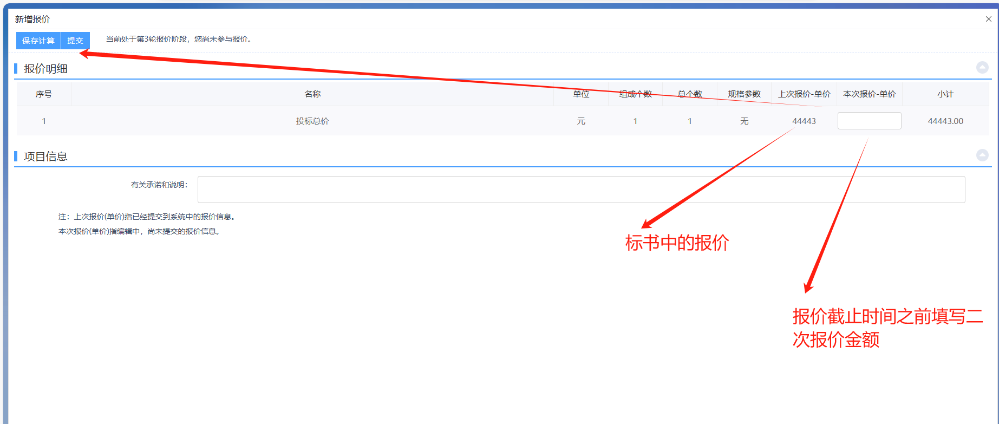 新增报价
保存计算 提交 当前处于第3轮报价阶段，您尚未参与报价。
报价明细
序号 名称 单位 组成个数 总个数 规格参数 上次报价-单价 本次报价-单价 小计
1 投标总价 元 1 1 无 44443 44443.00
项目信息
有关承诺和说明：
注：上次报价(单价)指已经提交到系统中的报价信息。
本次报价(单价)指编辑中，尚未提交的报价信息。
标书中的报价
报价截止时间之前填写二
次报价金额